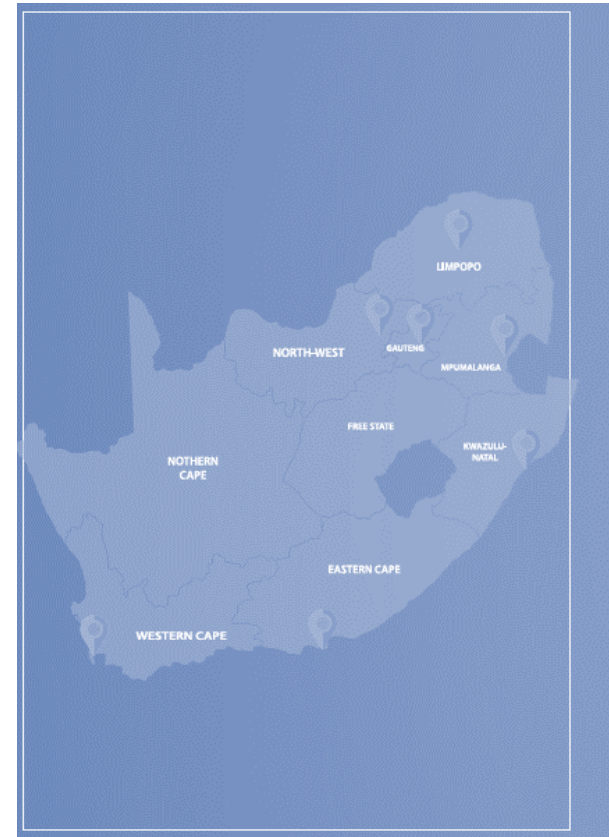 LIMPOPO
NORTH-WEST
GAUTENG
MPUMALANGA
FREE STATE
KWAZULU-
NATAL
NOTHERN
CAPE
EASTERN CAPE
WESTERN CAPE